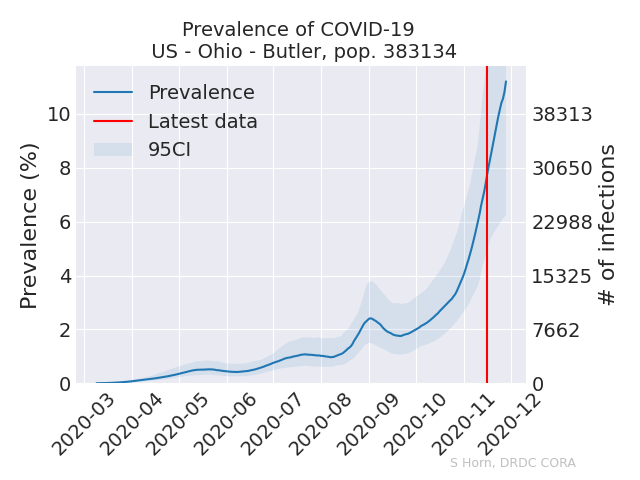 Prevalence of COVID-19
US - Ohio - Butler, pop. 383134
Prevalence
Latest data
95CI
Prevalence (%)
10
8
6
4
2
0
38313
30650
22988
15325
7662
0
# of infections
2020-03
2020-04
2020-05
2020-06
2020-07
2020-08
2020-09
2020-10
2020-11
2020-12
S Horn, DRDC CORA